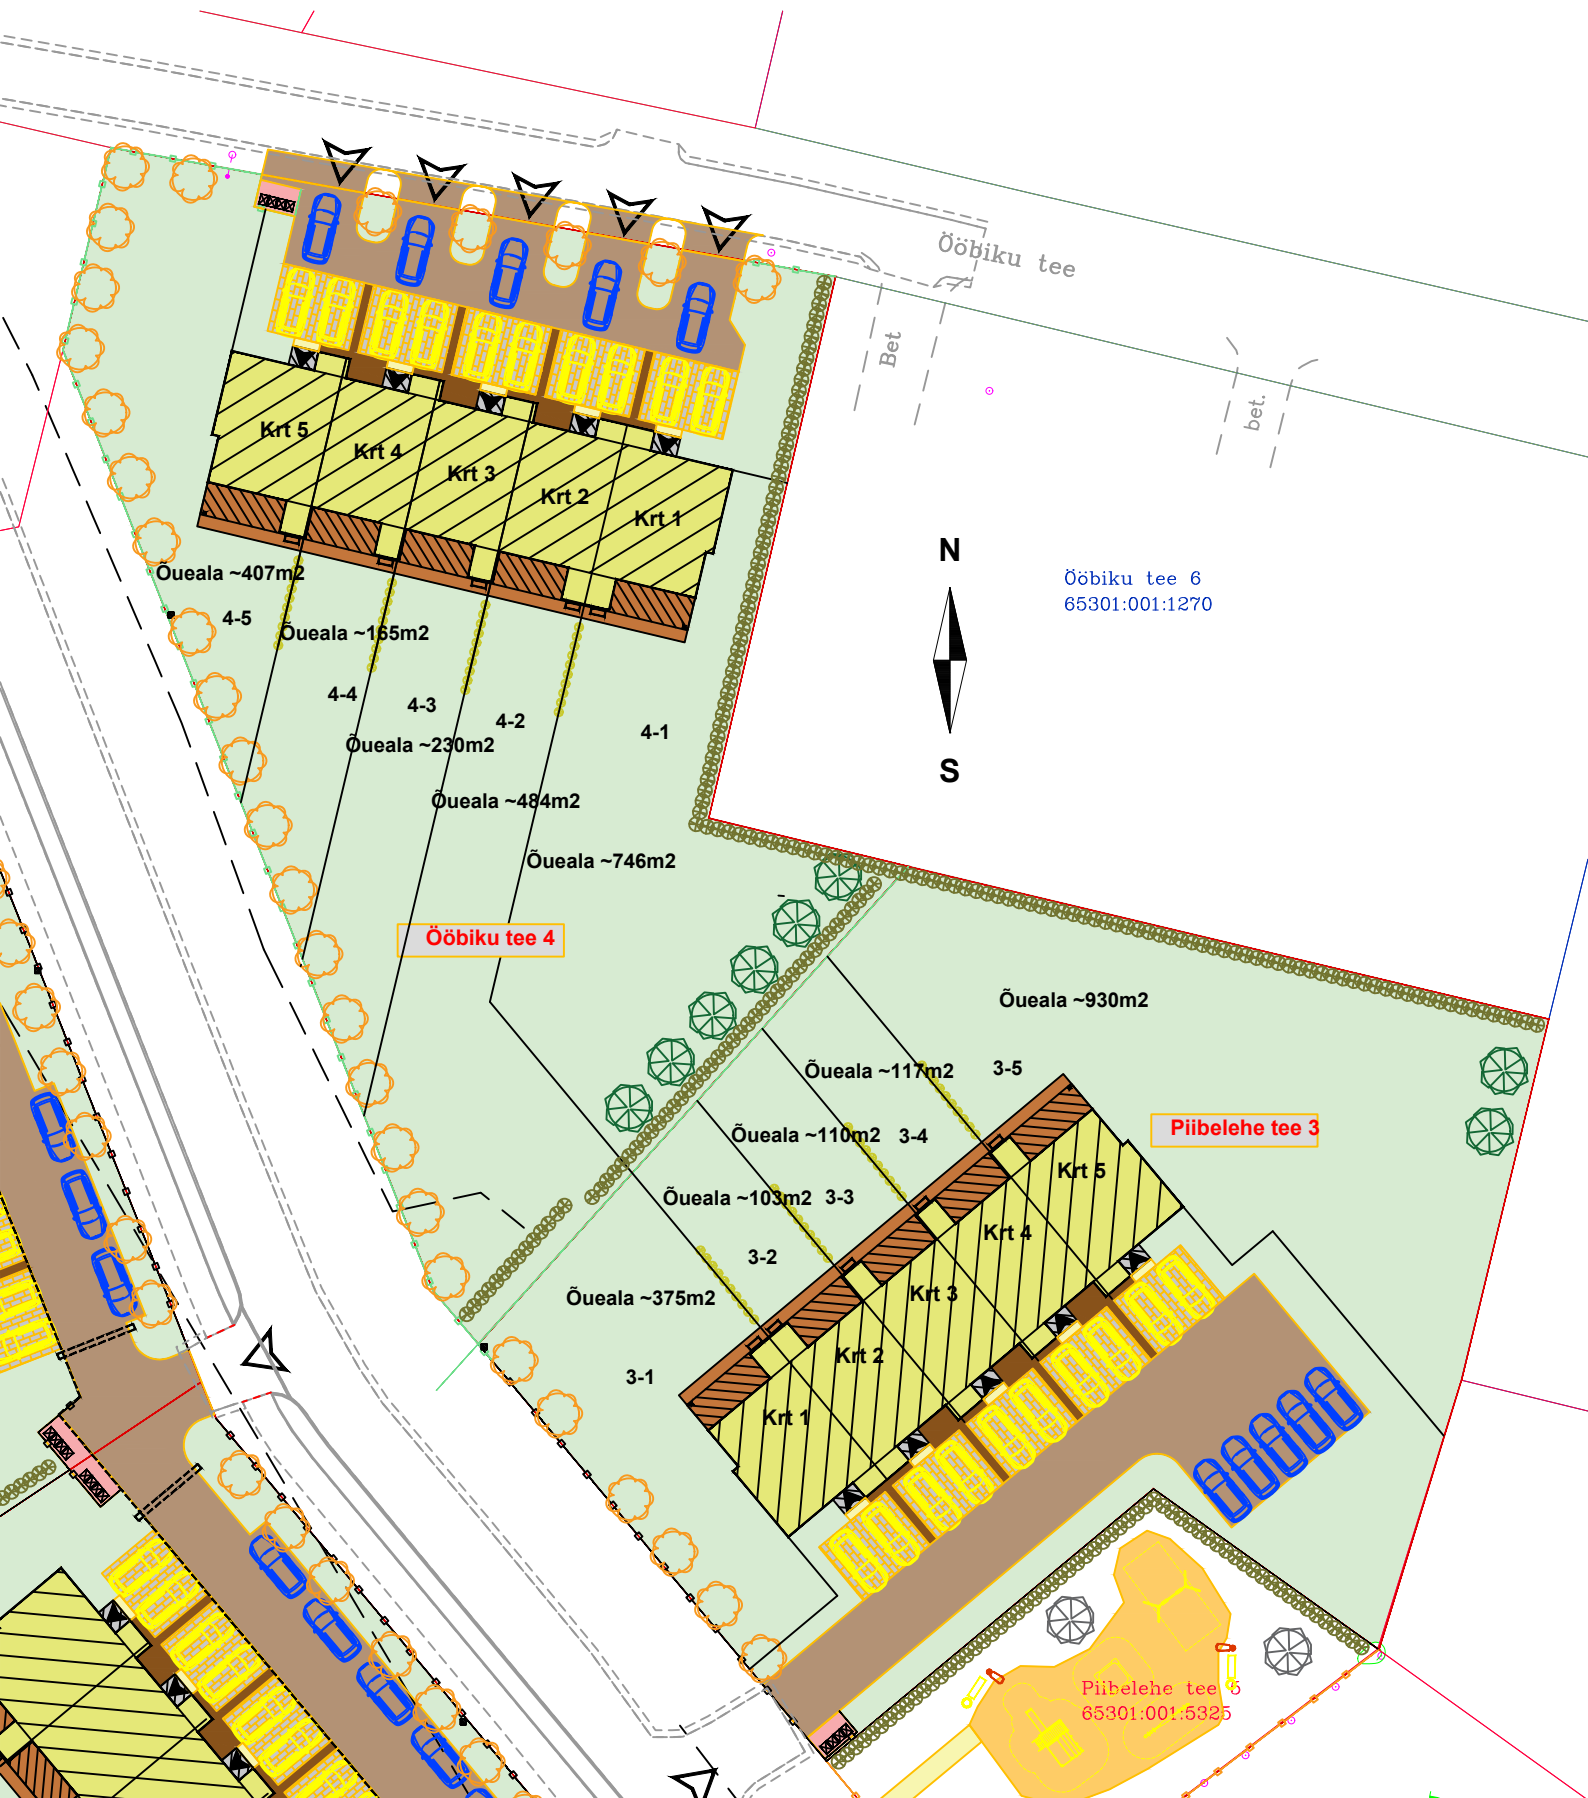 Ööbiku tee
Bet
bet.
Krt 5
Krt 4
Krt 3
Krt 2
Krt 1
N
S
Ööbiku tee 6
65301:001:1270
Õueala ~407m2
4-5
Õueala ~165m2
4-4
4-3
4-2
4-1
Õueala ~230m2
Õueala ~484m2
Õueala ~746m2
Ööbiku tee 4
Õueala ~930m2
Õueala ~117m2
3-5
Piibelehe tee 3
Õueala ~110m2
3-4
Õueala ~103m2
3-3
3-2
Õueala ~375m2
3-1
Krt 5
Krt 4
Krt 3
Krt 2
Krt 1
Piibelehe tee 5
65301:001:5325